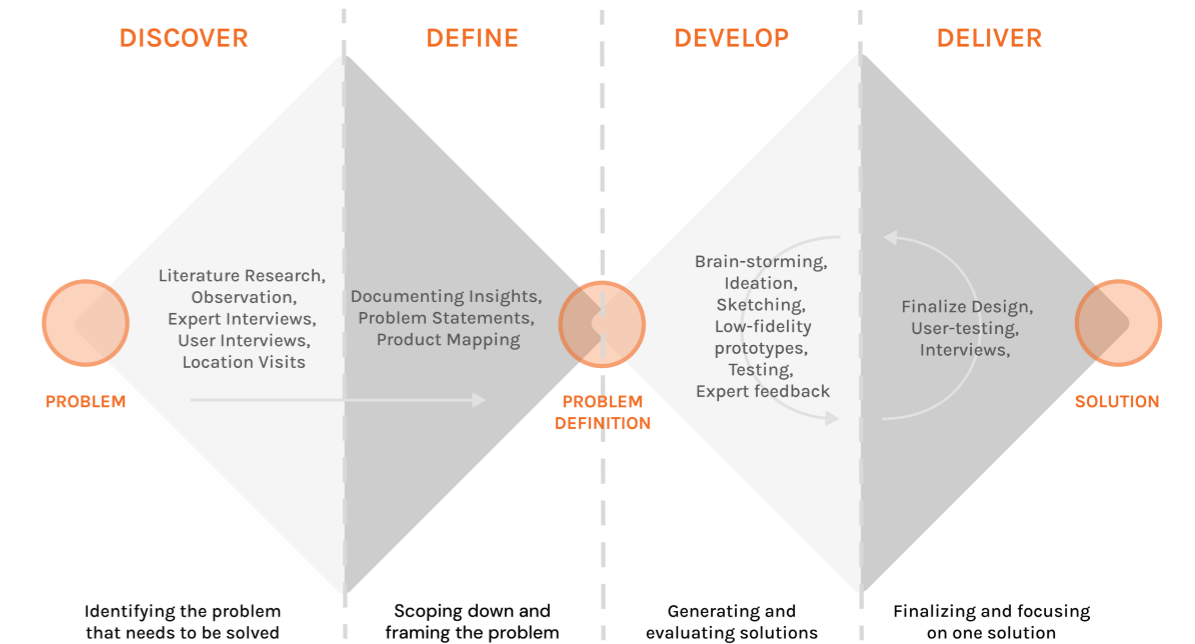 DISCOVER
DEFINE
DEVELOP
DELIVER
Literature Research,
Observation,
Expert Interviews,
User Interviews,
Location Visits
Documenting Insights,
Problem Statements,
Product Mapping
Brain-storming,
Ideation,
Sketching,
Low-fidelity
prototypes,
Testing,
Expert feedback
Finalize Design,
User-testing,
Interviews,
PROBLEM
PROBLEM
DEFINITION
SOLUTION
Identifying the problem
that needs to be solved
Scoping down and
framing the problem
Generating and
evaluating solutions
Finalizing and focusing
on one solution